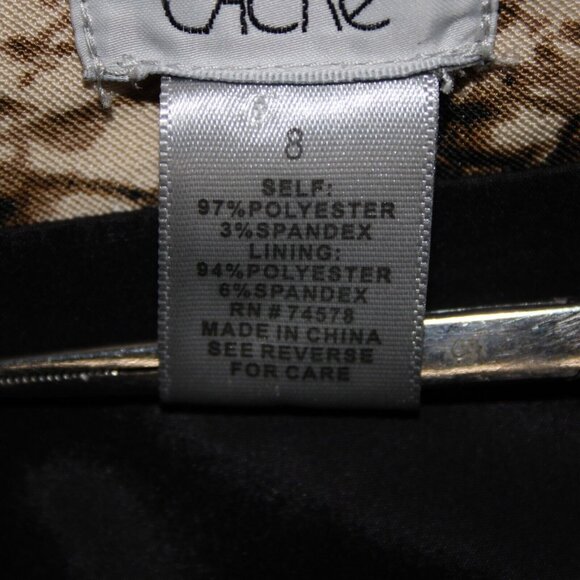 CACHE
8
SELF:
97%POLYESTER
3%SPANDEX
LINING:
94%POLYESTER
6%SPANDEX
RN # 74578
MADE IN CHINA
SEE REVERSE
FOR CARE